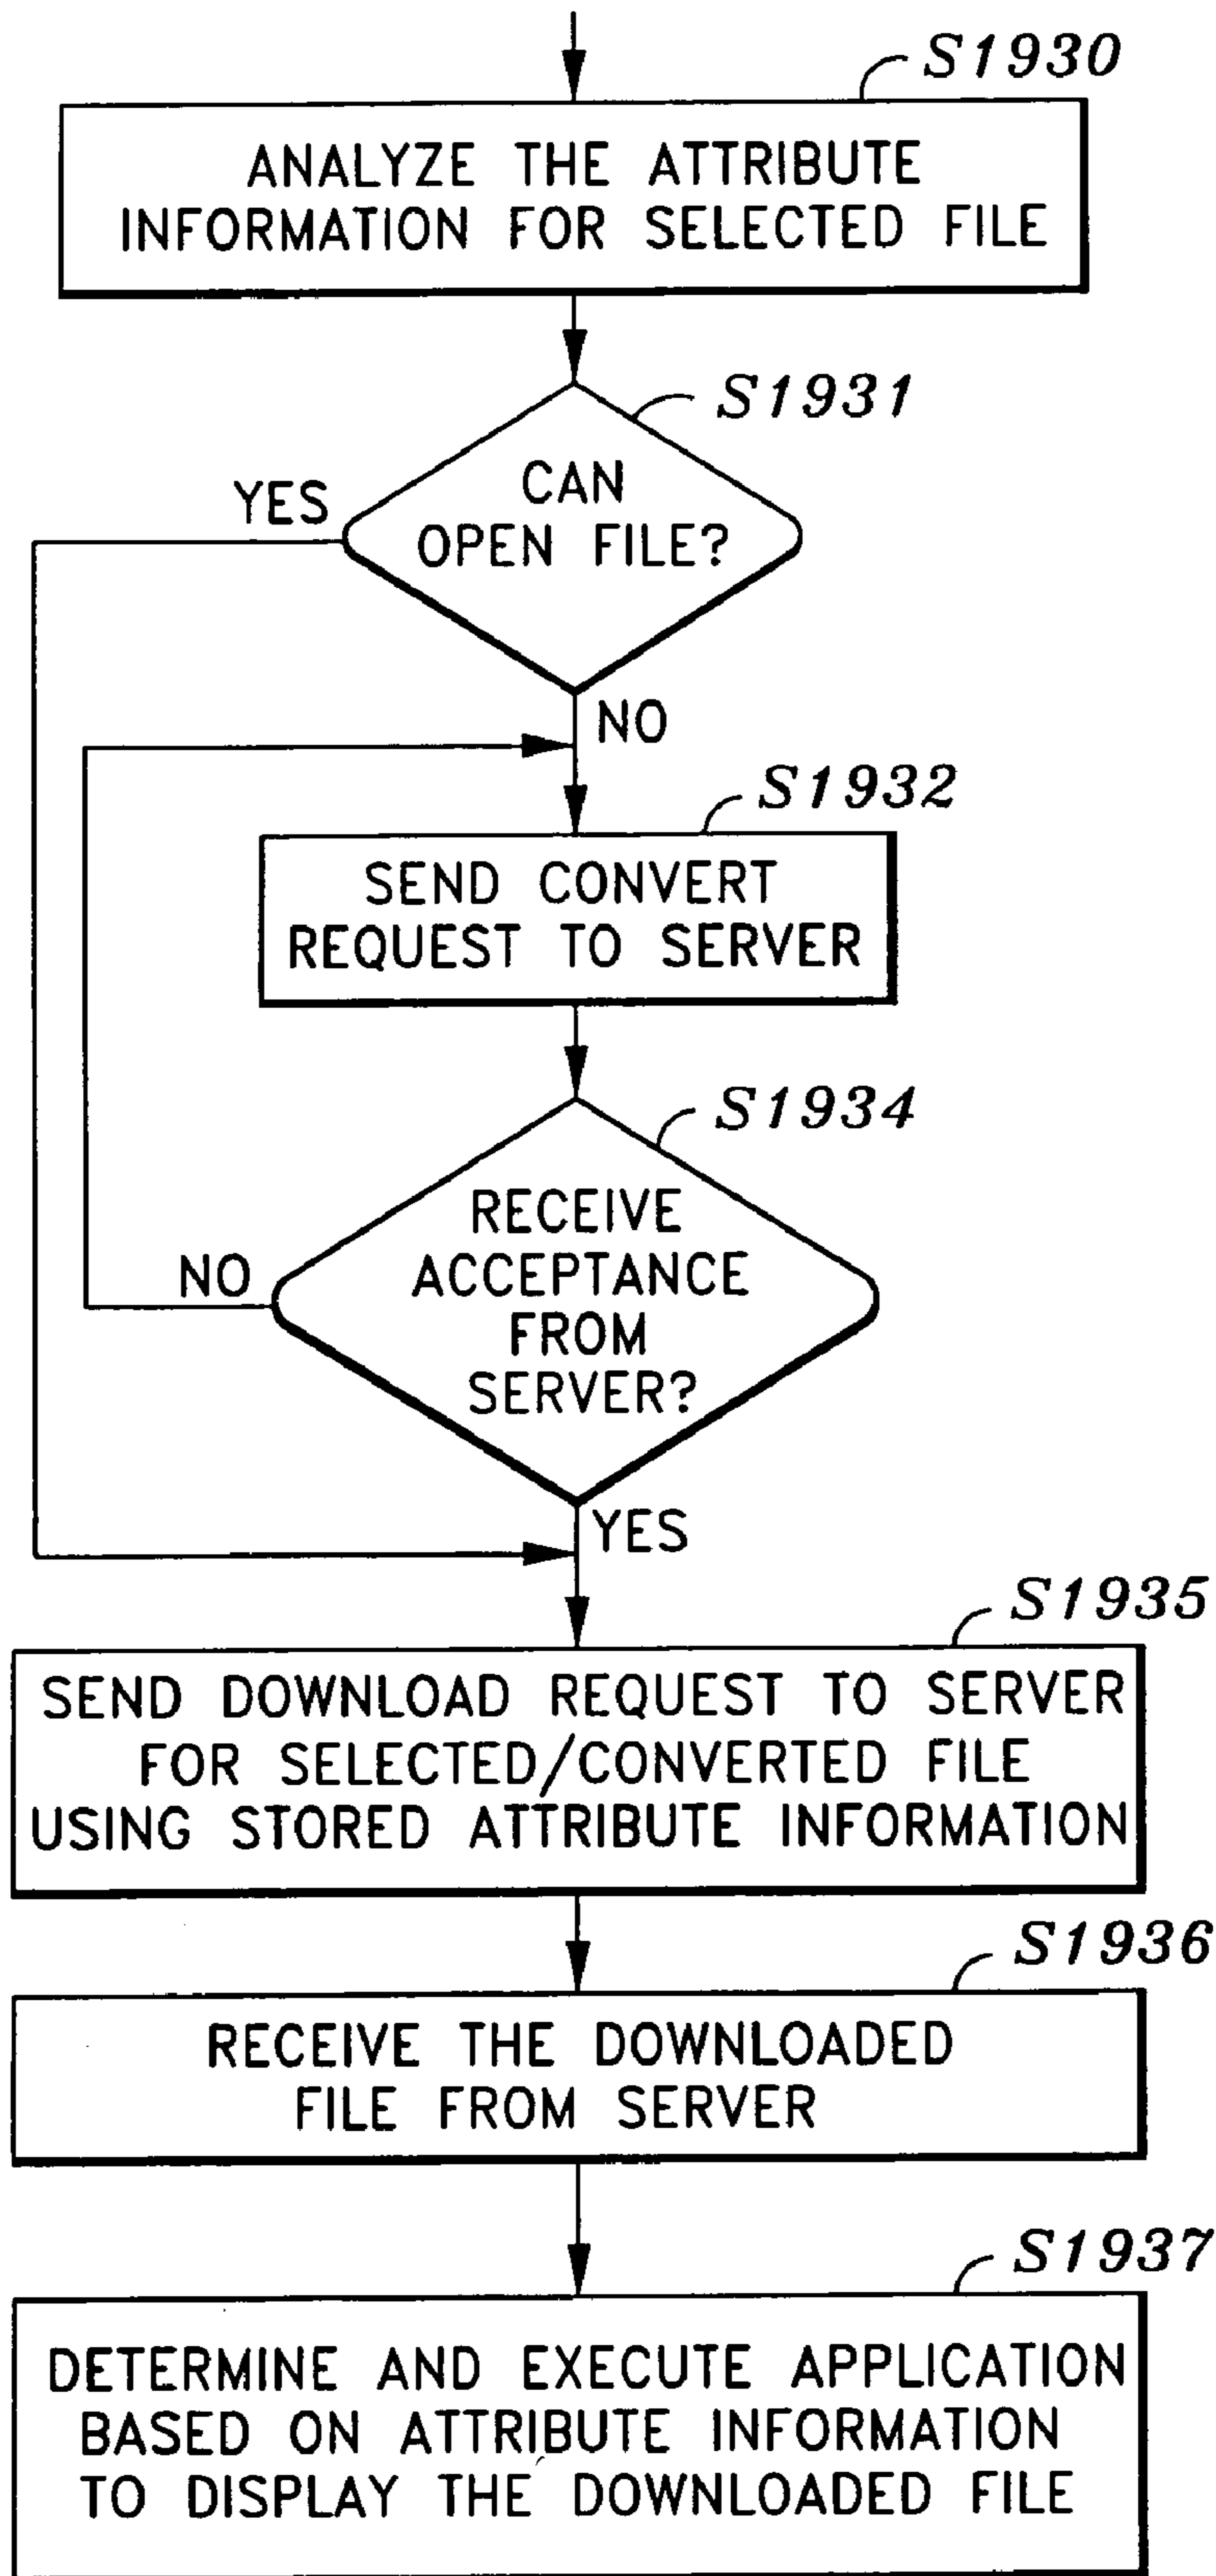 S1930
ANALYZE THE ATTRIBUTE
INFORMATION FOR SELECTED FILE
S1931
CAN
OPEN FILE?
YES
NO
S1932
SEND CONVERT
REQUEST TO SERVER
S1934
RECEIVE
ACCEPTANCE
FROM
SERVER?
NO
YES
S1935
SEND DOWNLOAD REQUEST TO SERVER
FOR SELECTED/CONVERTED FILE
USING STORED ATTRIBUTE INFORMATION
S1936
RECEIVE THE DOWNLOADED
FILE FROM SERVER
S1937
DETERMINE AND EXECUTE APPLICATION
BASED ON ATTRIBUTE INFORMATION
TO DISPLAY THE DOWNLOADED FILE